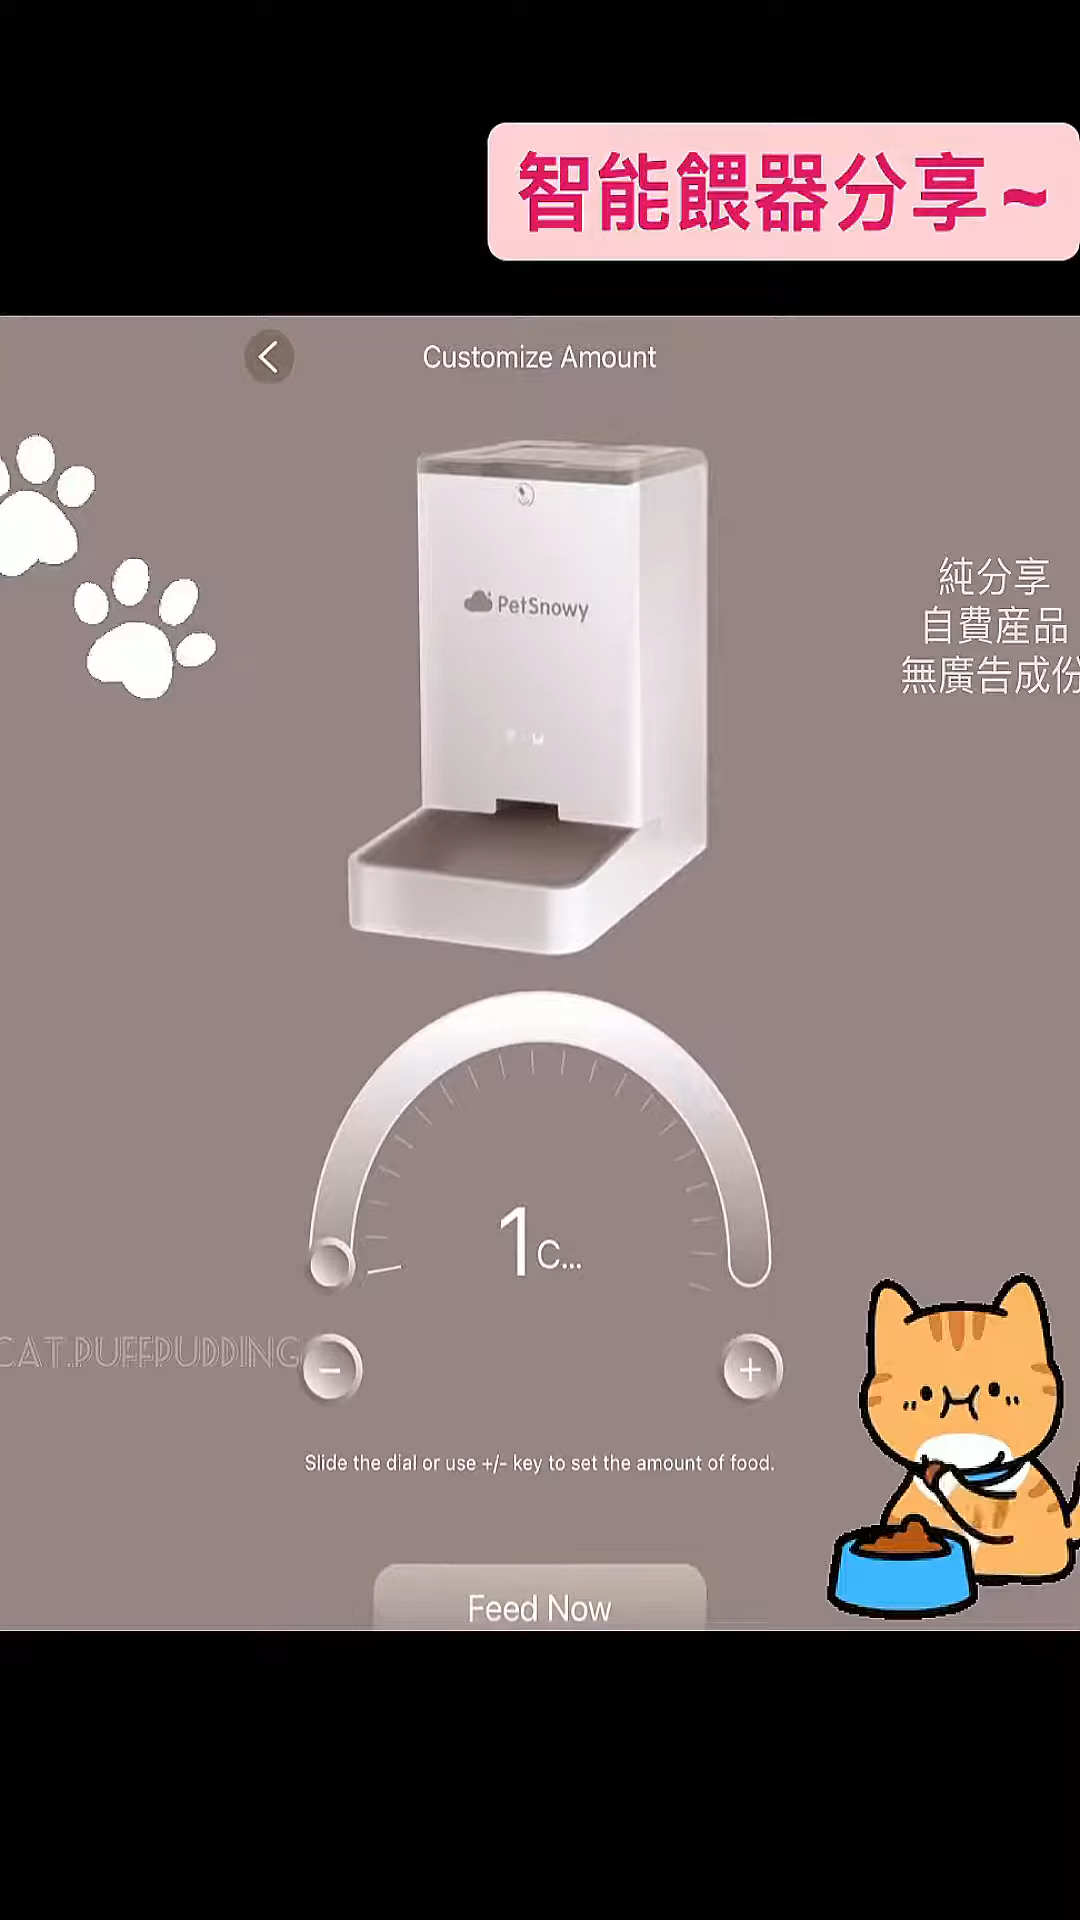 智能餵器分享~
Customize Amount
PetSnowy
純分享
自費産品
無廣告成份
1 C...
CAT.PUFFPUDDING
Slide the dial or use +/- key to set the amount of food.
Feed Now